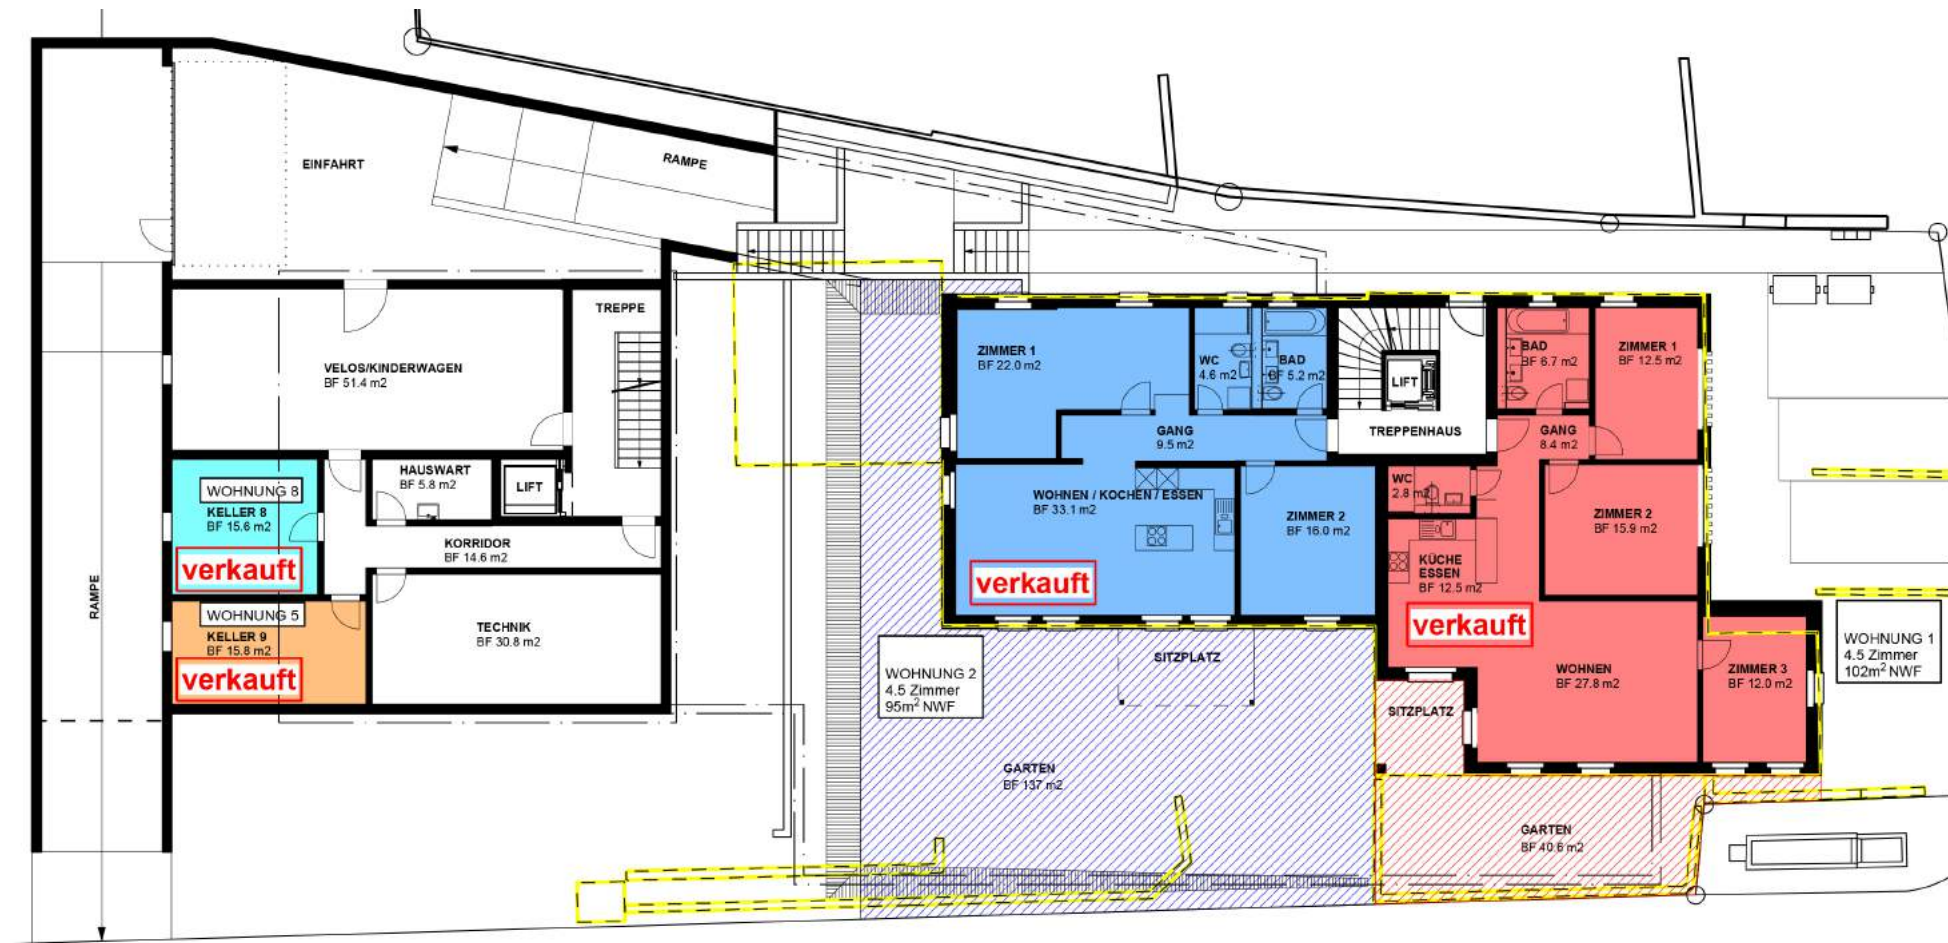 EINFAHRT
RAMPE
TREPPE
VELOS/KINDERWAGEN
BF 51.4 m2
HAUSWART
BF 5.8 m2
LIFT
WOHNUNG 8
KELLER 8
BF 15.6 m2
verkauft
KORRIDOR
BF 14.6 m2
RAMPE
WOHNUNG 5
KELLER 9
BF 15.8 m2
verkauft
TECHNIK
BF 30.8 m2
ZIMMER 1
BF 22.0 m2
WC
4.6 m2
BAD
BF 5.2 m2
LIFT
TREPPENHAUS
GANG
9.5 m2
WOHNEN / KOCHEN / ESSEN
BF 33.1 m2
verkauft
ZIMMER 2
BF 16.0 m2
BAD
BF 6.7 m2
ZIMMER 1
BF 12.5 m2
GANG
8.4 m2
WC
2.8 m2
ZIMMER 2
BF 15.9 m2
KÜCHE
ESSEN
BF 12.5 m2
verkauft
WOHNEN
BF 27.8 m2
ZIMMER 3
BF 12.0 m2
WOHNUNG 1
4.5 Zimmer
102m² NWF
WOHNUNG 2
4.5 Zimmer
95m² NWF
SITZPLATZ
SITZPLATZ
GARTEN
BF 137 m2
GARTEN
BF 40.6 m2